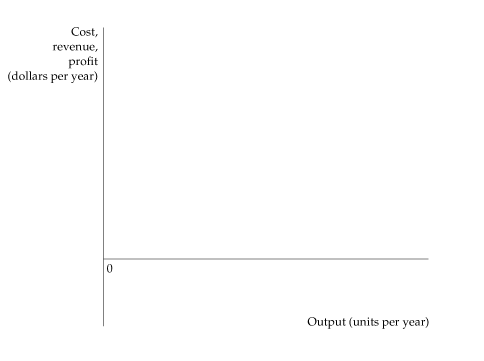 Cost,
revenue,
profit
(dollars per year)
0
Output (units per year)